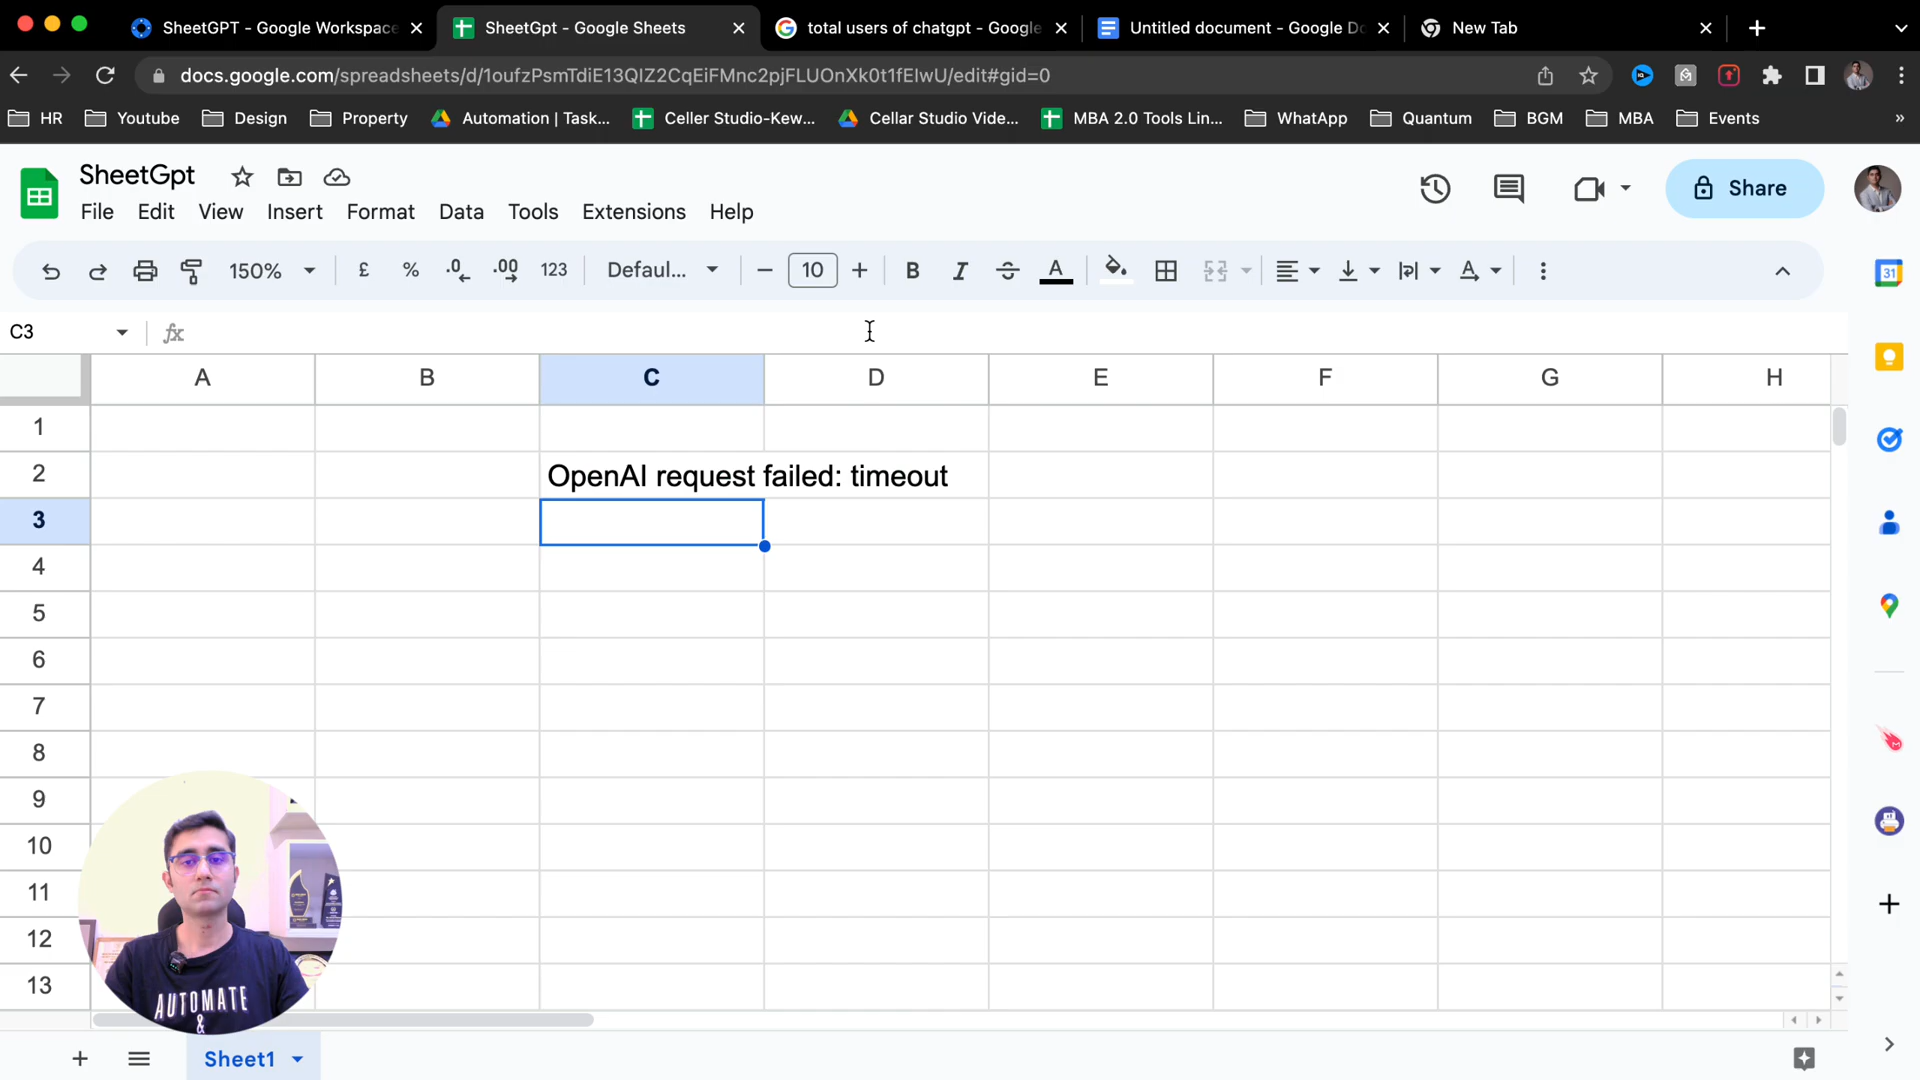 SheetGPT - Google Workspace
SheetGpt - Google Sheets
total users of chatgpt - Google
Untitled document - Google Do
New Tab
docs.google.com/spreadsheets/d/1oufzPsmTdiE13QIZ2CqEiFMnc2pjFLUOnXk0t1fEIwU/edit#gid=0
HR
Youtube
Design
Property
Automation | Task...
Celler Studio-Kew...
Cellar Studio Vide...
MBA 2.0 Tools Lin...
WhatApp
Quantum
BGM
MBA
Events
»
SheetGpt
File Edit View Insert Format Data Tools Extensions Help
Share
150% £ % .0 .00 123 Defaul... 10 B I S A
31
C3 fx
A B C D E F G H
1
2 OpenAI request failed: timeout
3
4
5
6
7
8
9
10
11
12
13
AUTOMATE
&
Sheet1